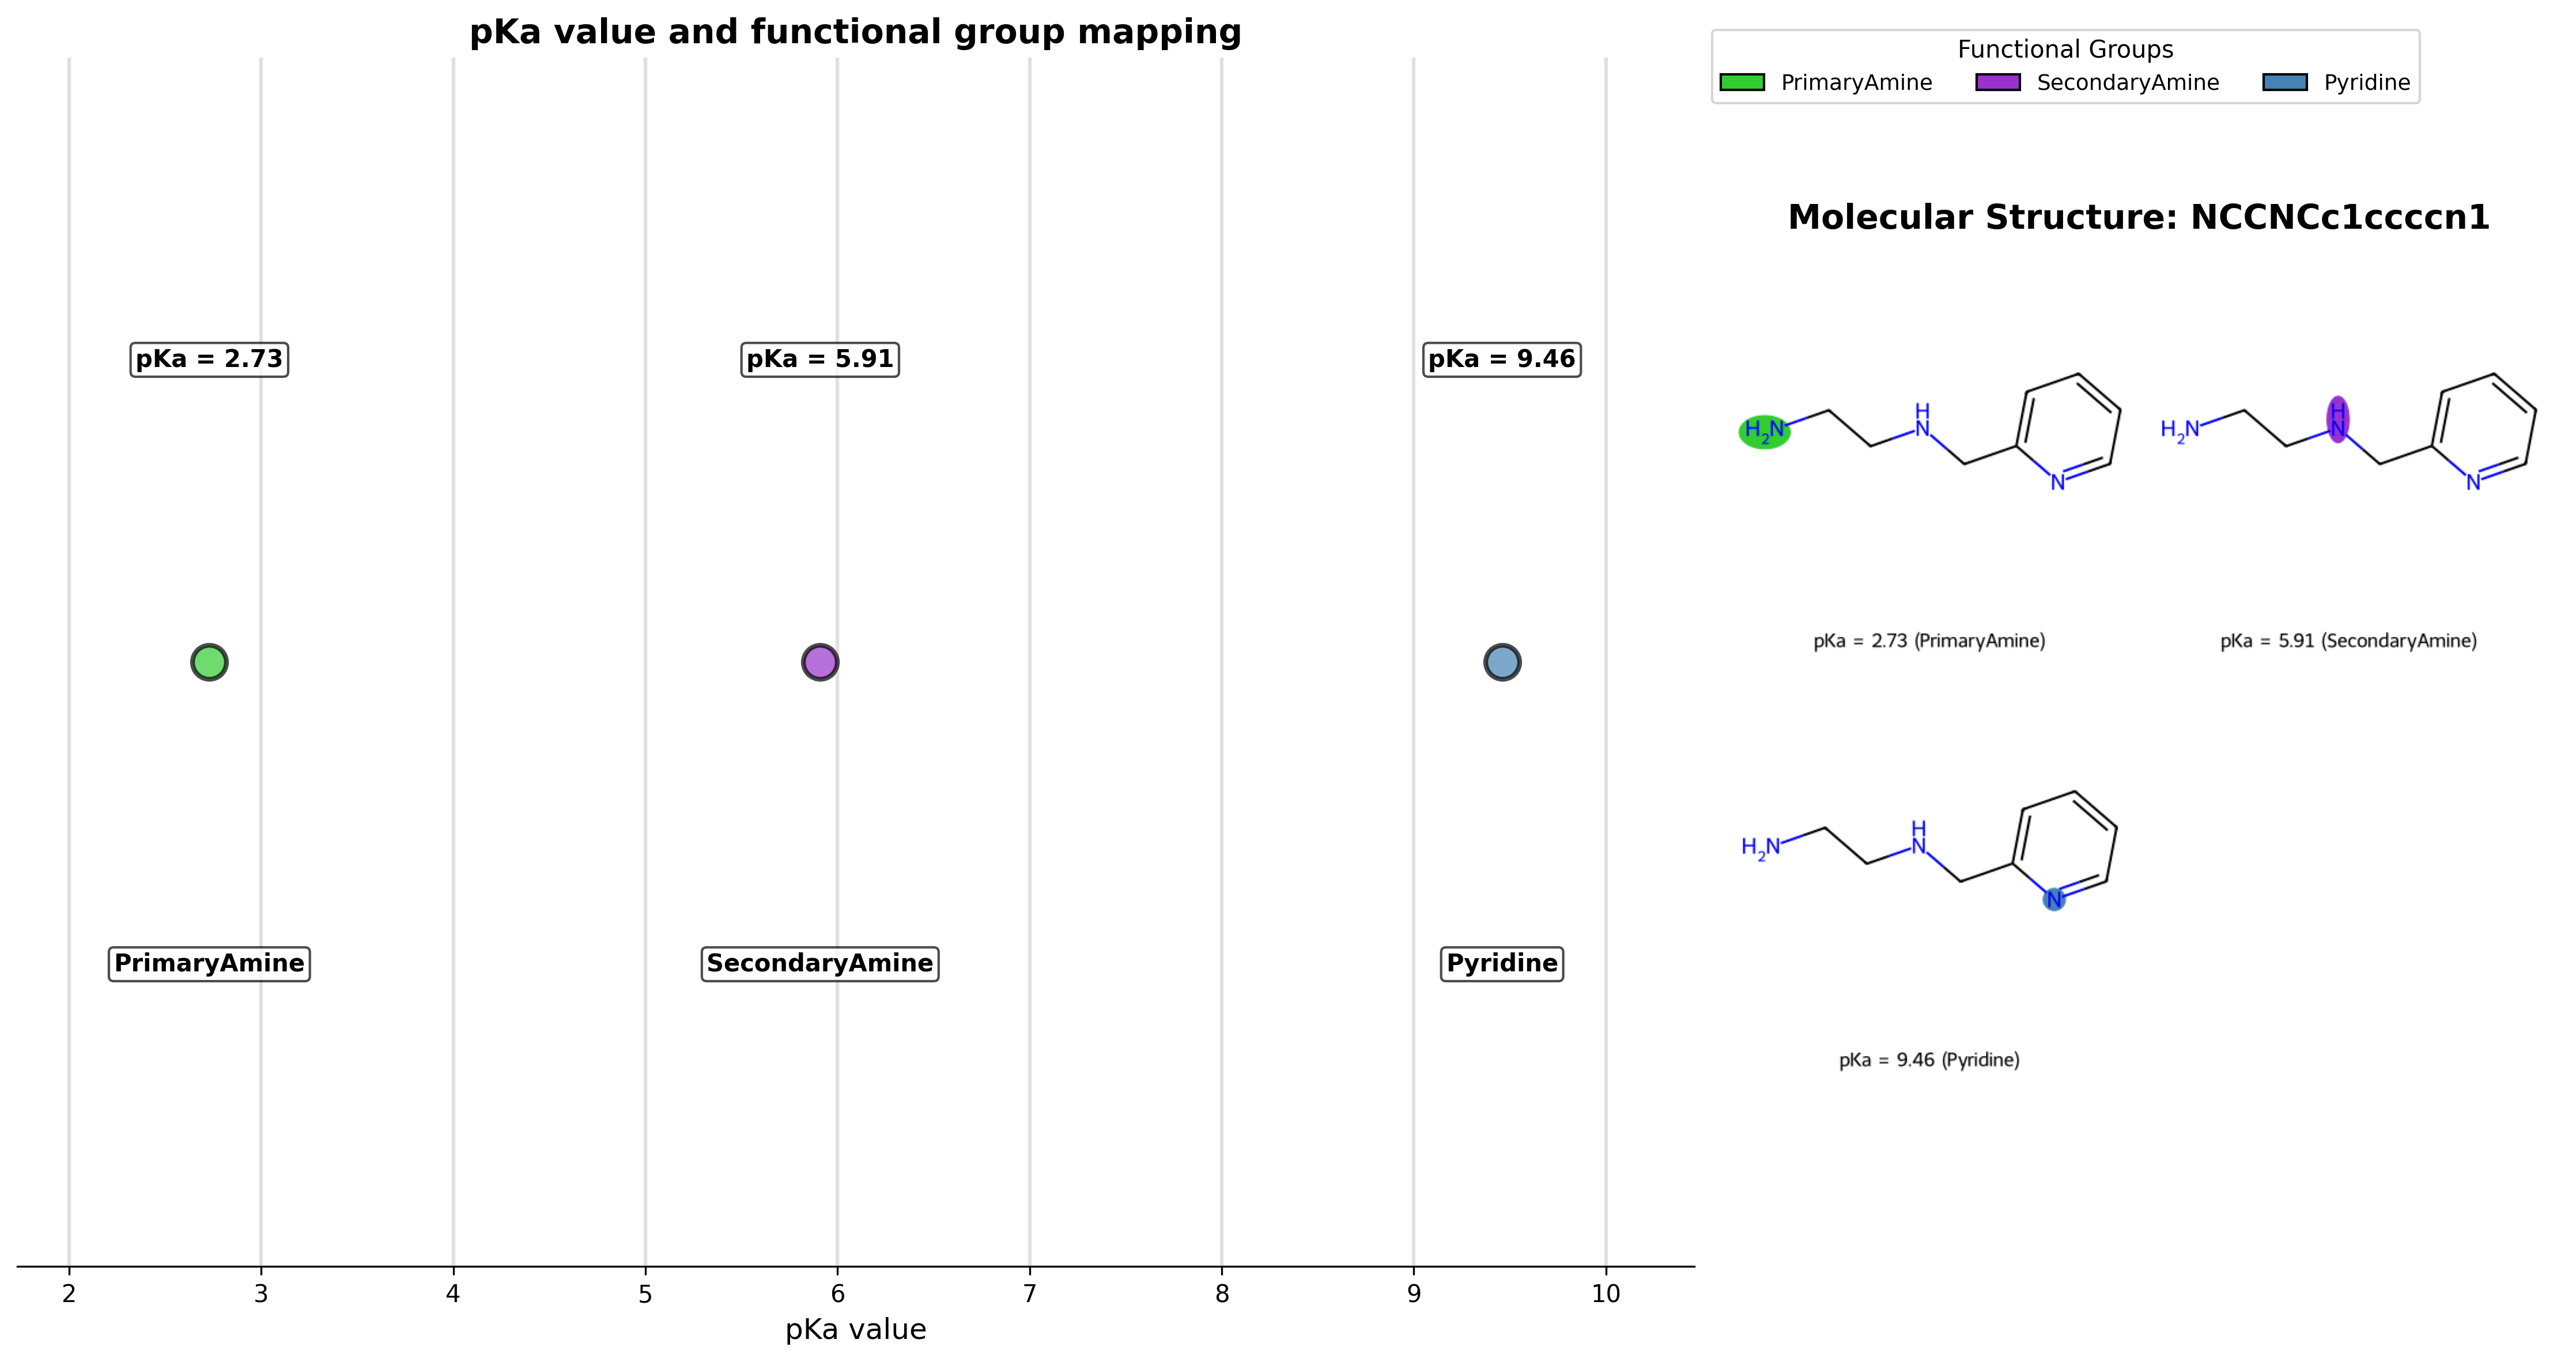 pKa value and functional group mapping
pKa = 2.73
pKa = 5.91
pKa = 9.46
PrimaryAmine
SecondaryAmine
Pyridine
2 3 4 5 6 7 8 9 10
pKa value
Functional Groups
PrimaryAmine SecondaryAmine Pyridine
Molecular Structure: NCCNCc1ccccn1
H₂N H N N
H₂N H N N
pKa = 2.73 (PrimaryAmine)
pKa = 5.91 (SecondaryAmine)
H₂N H N N
pKa = 9.46 (Pyridine)